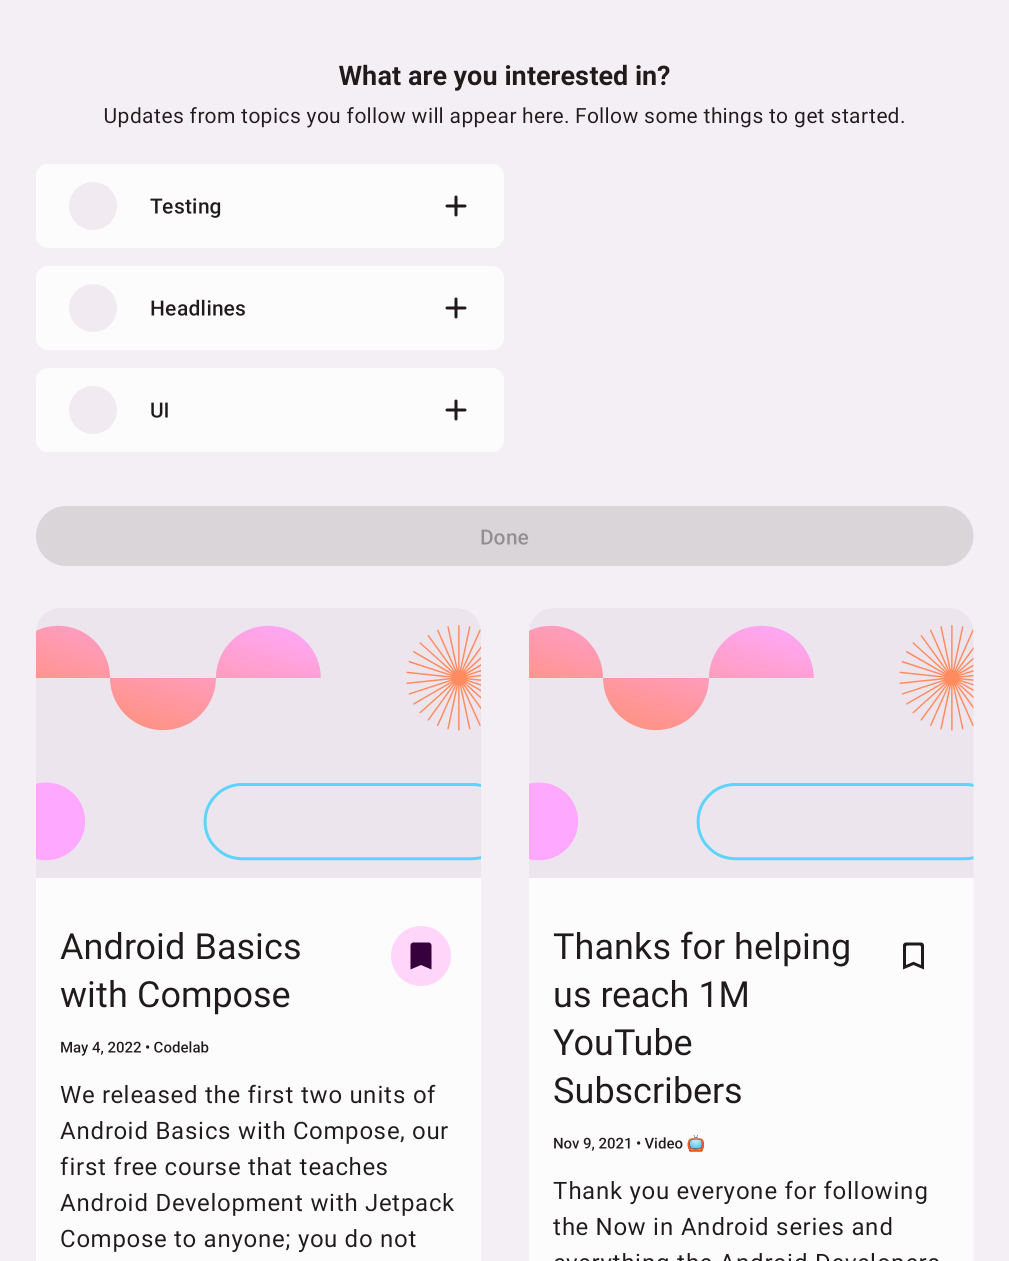 What are you interested in?
Updates from topics you follow will appear here. Follow some things to get started.
Testing
Headlines
UI
Done
Android Basics
with Compose
May 4, 2022 • Codelab
We released the first two units of
Android Basics with Compose, our
first free course that teaches
Android Development with Jetpack
Compose to anyone; you do not
Thanks for helping
us reach 1M
YouTube
Subscribers
Nov 9, 2021 • Video 📺
Thank you everyone for following
the Now in Android series and
everything the Android Developers